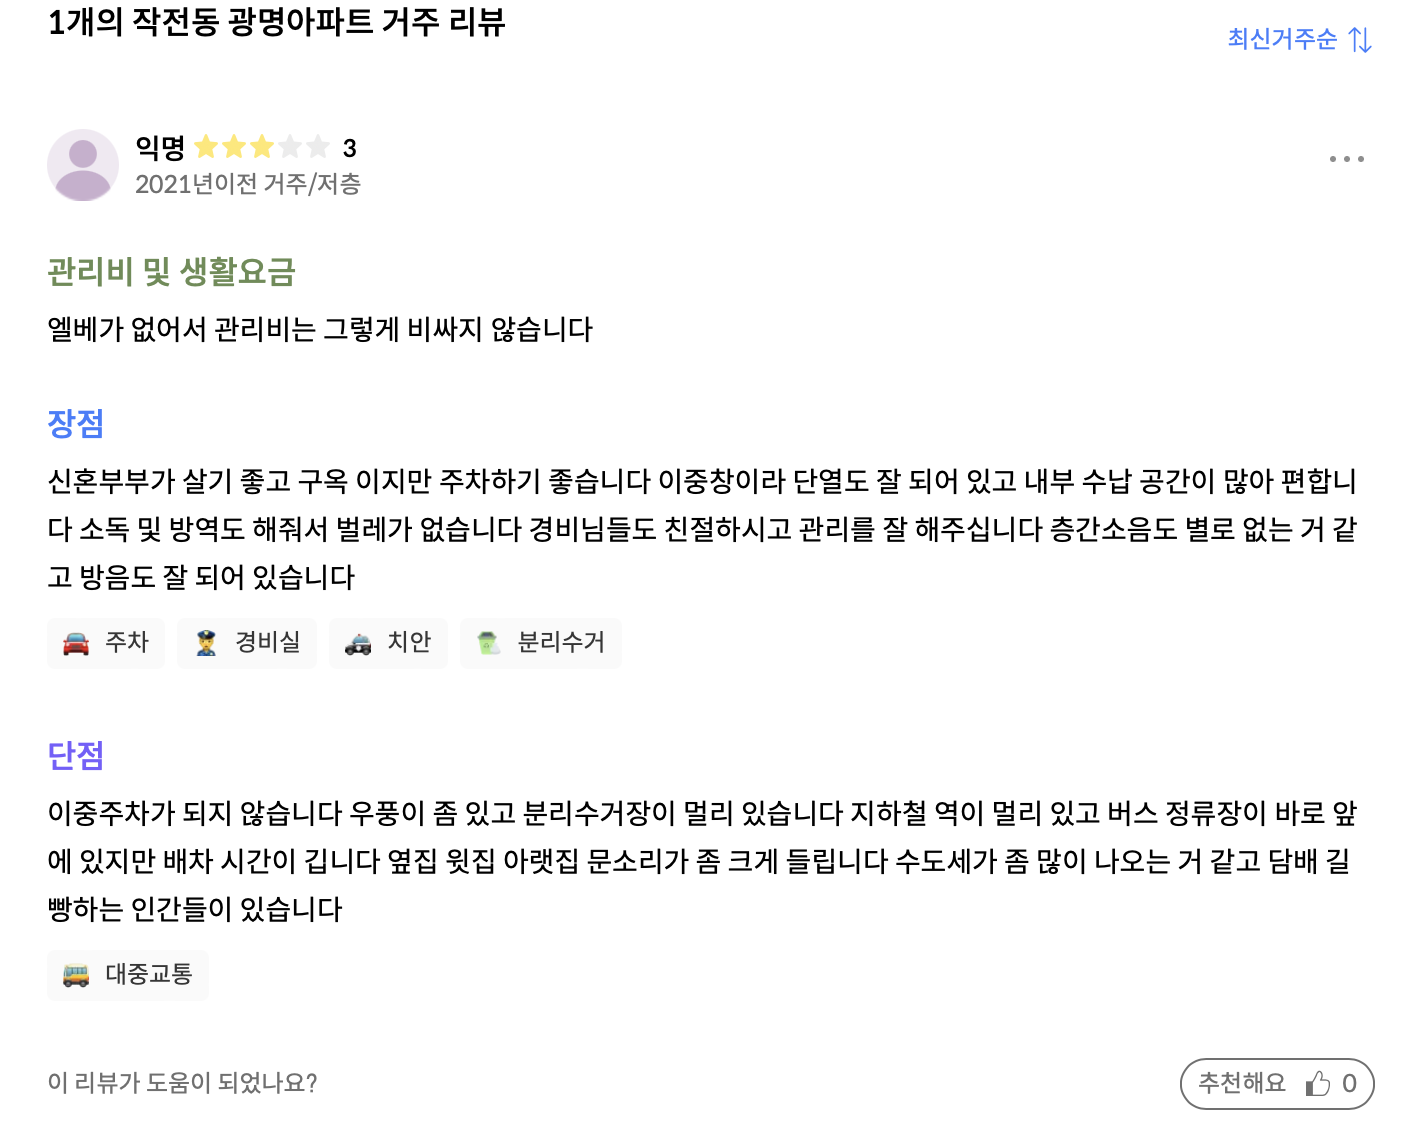 1개의 작전동 광명아파트 거주 리뷰
최신거주순
익명 3
2021년이전 거주/저층
관리비 및 생활요금
엘베가 없어서 관리비는 그렇게 비싸지 않습니다
장점
신혼부부가 살기 좋고 구옥 이지만 주차하기 좋습니다 이중창이라 단열도 잘 되어 있고 내부 수납 공간이 많아 편합니
다 소독 및 방역도 해줘서 벌레가 없습니다 경비님들도 친절하시고 관리를 잘 해주십니다 층간소음도 별로 없는 거 같
고 방음도 잘 되어 있습니다
주차 경비실 치안 분리수거
단점
이중주차가 되지 않습니다 우풍이 좀 있고 분리수거장이 멀리 있습니다 지하철 역이 멀리 있고 버스 정류장이 바로 앞
에 있지만 배차 시간이 깁니다 옆집 윗집 아랫집 문소리가 좀 크게 들립니다 수도세가 좀 많이 나오는 거 같고 담배 길
빵하는 인간들이 있습니다
대중교통
이 리뷰가 도움이 되었나요?
추천해요 0